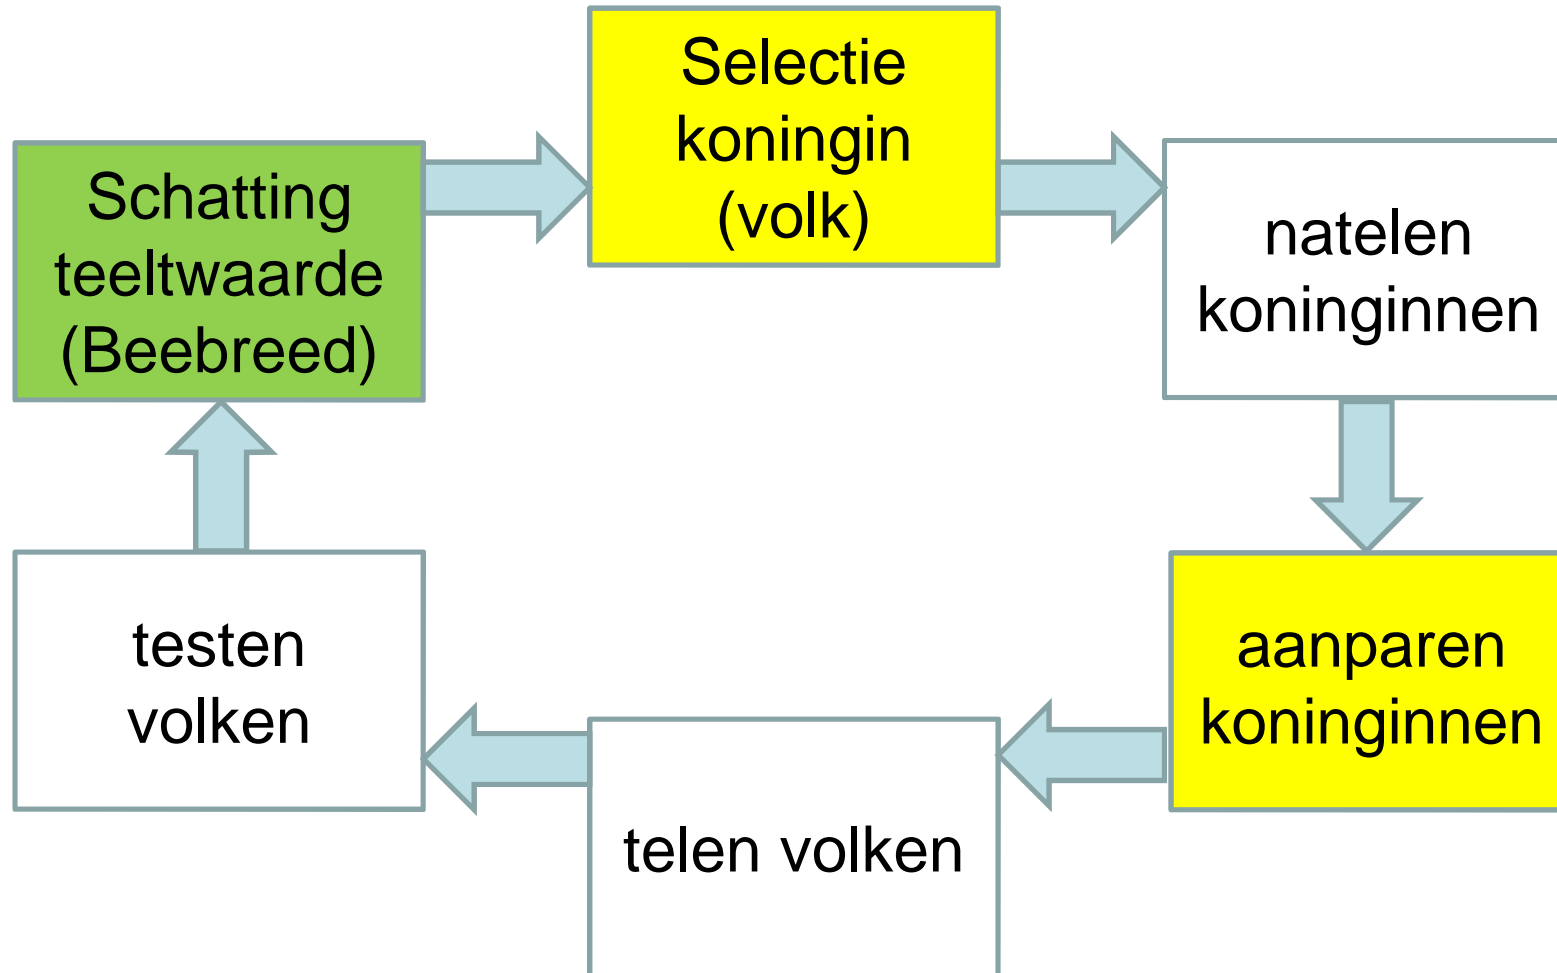 Selectie
koningin
(volk)
Schatting
teeltwaarde
(Beebreed)
natelen
koninginnen
testen
volken
aanparen
koninginnen
telen volken